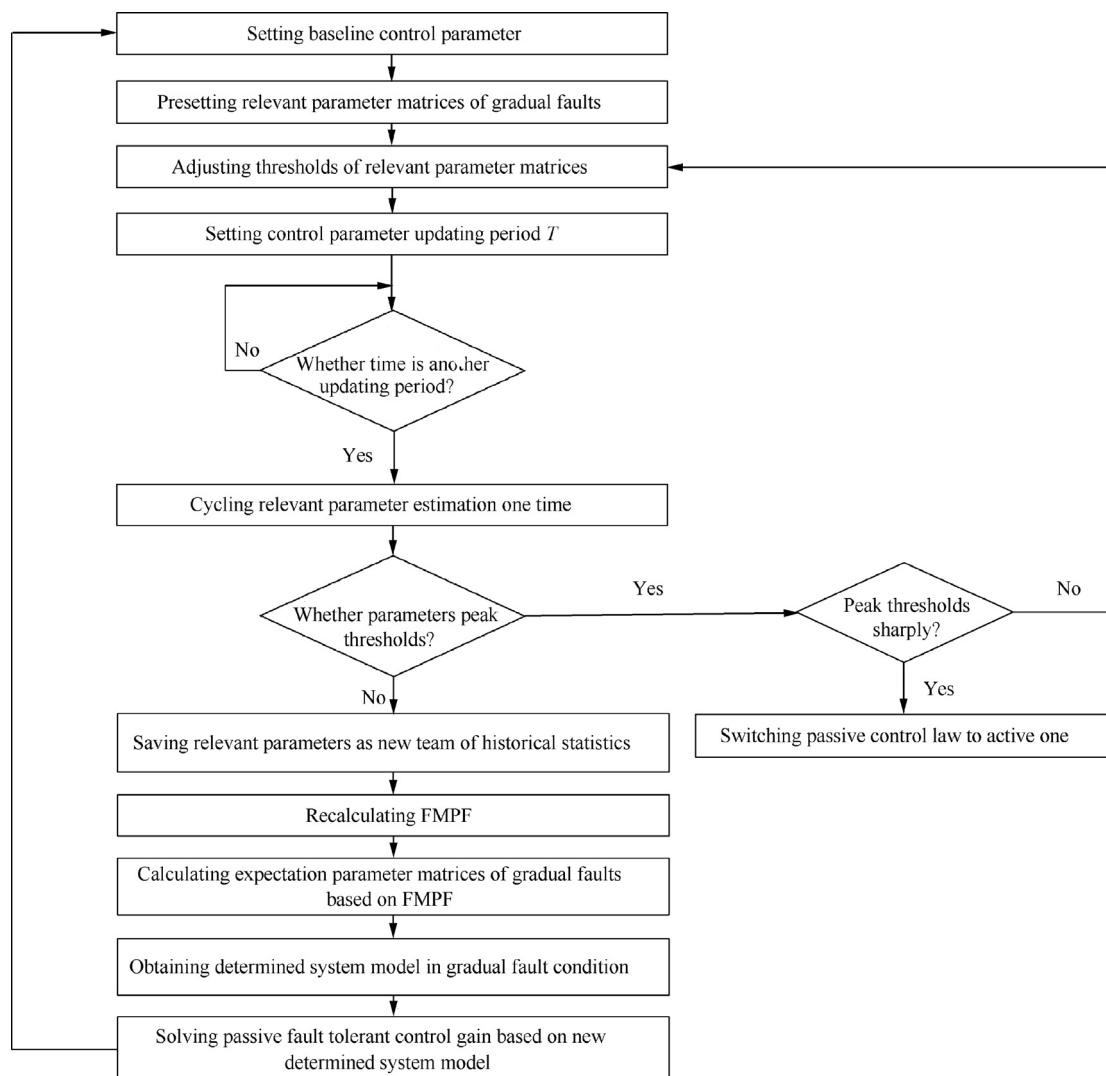 Setting baseline control parameter
Presetting relevant parameter matrices of gradual faults
Adjusting thresholds of relevant parameter matrices
Setting control parameter updating period T
No
Whether time is another
updating period?
Yes
Cycling relevant parameter estimation one time
Whether parameters peak
thresholds?
Yes
Peak thresholds
sharply?
No
No
Yes
Saving relevant parameters as new team of historical statistics
Switching passive control law to active one
Recalculating FMPF
Calculating expectation parameter matrices of gradual faults
based on FMPF
Obtaining determined system model in gradual fault condition
Solving passive fault tolerant control gain based on new
determined system model